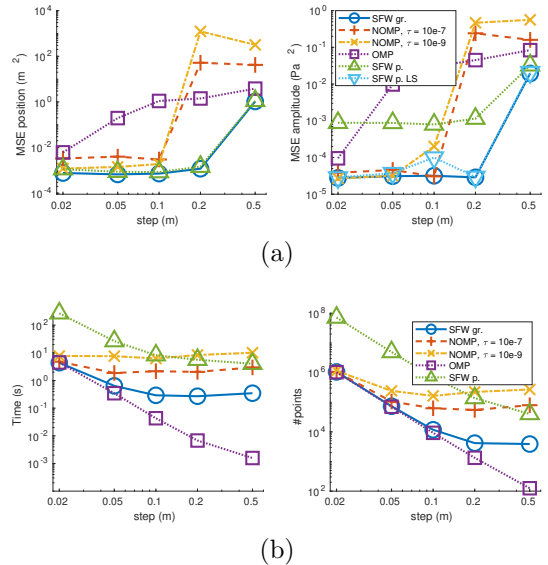 MSE position (m ²)
10⁴
10²
10⁰
10⁻²
10⁻⁴
0.02
0.05
0.1
0.2
0.5
step (m)
MSE amplitude (Pa ²)
10⁰
10⁻¹
10⁻²
10⁻³
10⁻⁴
10⁻⁵
SFW gr.
NOMP, τ = 10e-7
NOMP, τ = 10e-9
OMP
SFW p.
SFW p. LS
0.02
0.05
0.1
0.2
0.5
step (m)
(a)
Time (s)
10²
10¹
10⁰
10⁻¹
10⁻²
10⁻³
0.02
0.05
0.1
0.2
0.5
step (m)
#points
10⁸
10⁶
10⁴
10²
SFW gr.
NOMP, τ = 10e-7
NOMP, τ = 10e-9
OMP
SFW p.
0.02
0.05
0.1
0.2
0.5
step (m)
(b)